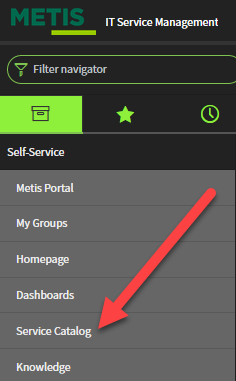 METIS IT Service Management
Filter navigator
Self-Service
Metis Portal
My Groups
Homepage
Dashboards
Service Catalog
Knowledge